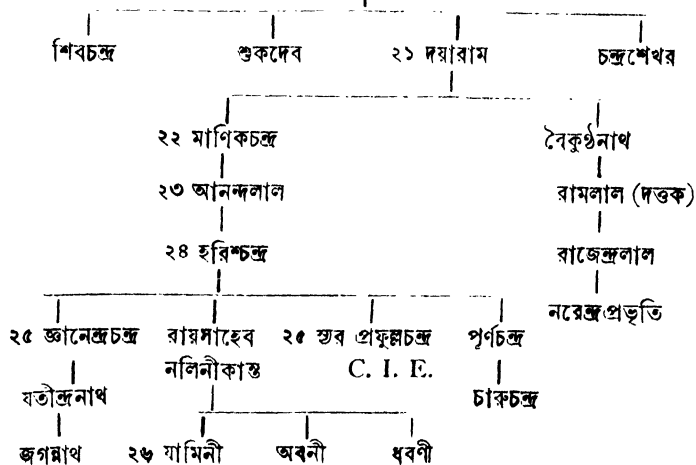 শিবচন্দ্র শুকদেব ২১ দয়ারাম চন্দ্রশেখর
২২ মাণিকচন্দ্র বৈকুণ্ঠনাথ
২৩ আনন্দলাল রামলাল (দত্তক)
২৪ হরিশ্চন্দ্র রাজেন্দ্রলাল
নরেন্দ্রপ্রভৃতি
২৫ জ্ঞানেন্দ্রচন্দ্র রায়সাহেব ২৫ স্যর প্রফুল্লচন্দ্র পূর্ণচন্দ্র
নলিনীকান্ত C. I. E.
যতীন্দ্রনাথ চারুচন্দ্র
জগন্নাথ ২৬ যামিনী অবনী ধরণী